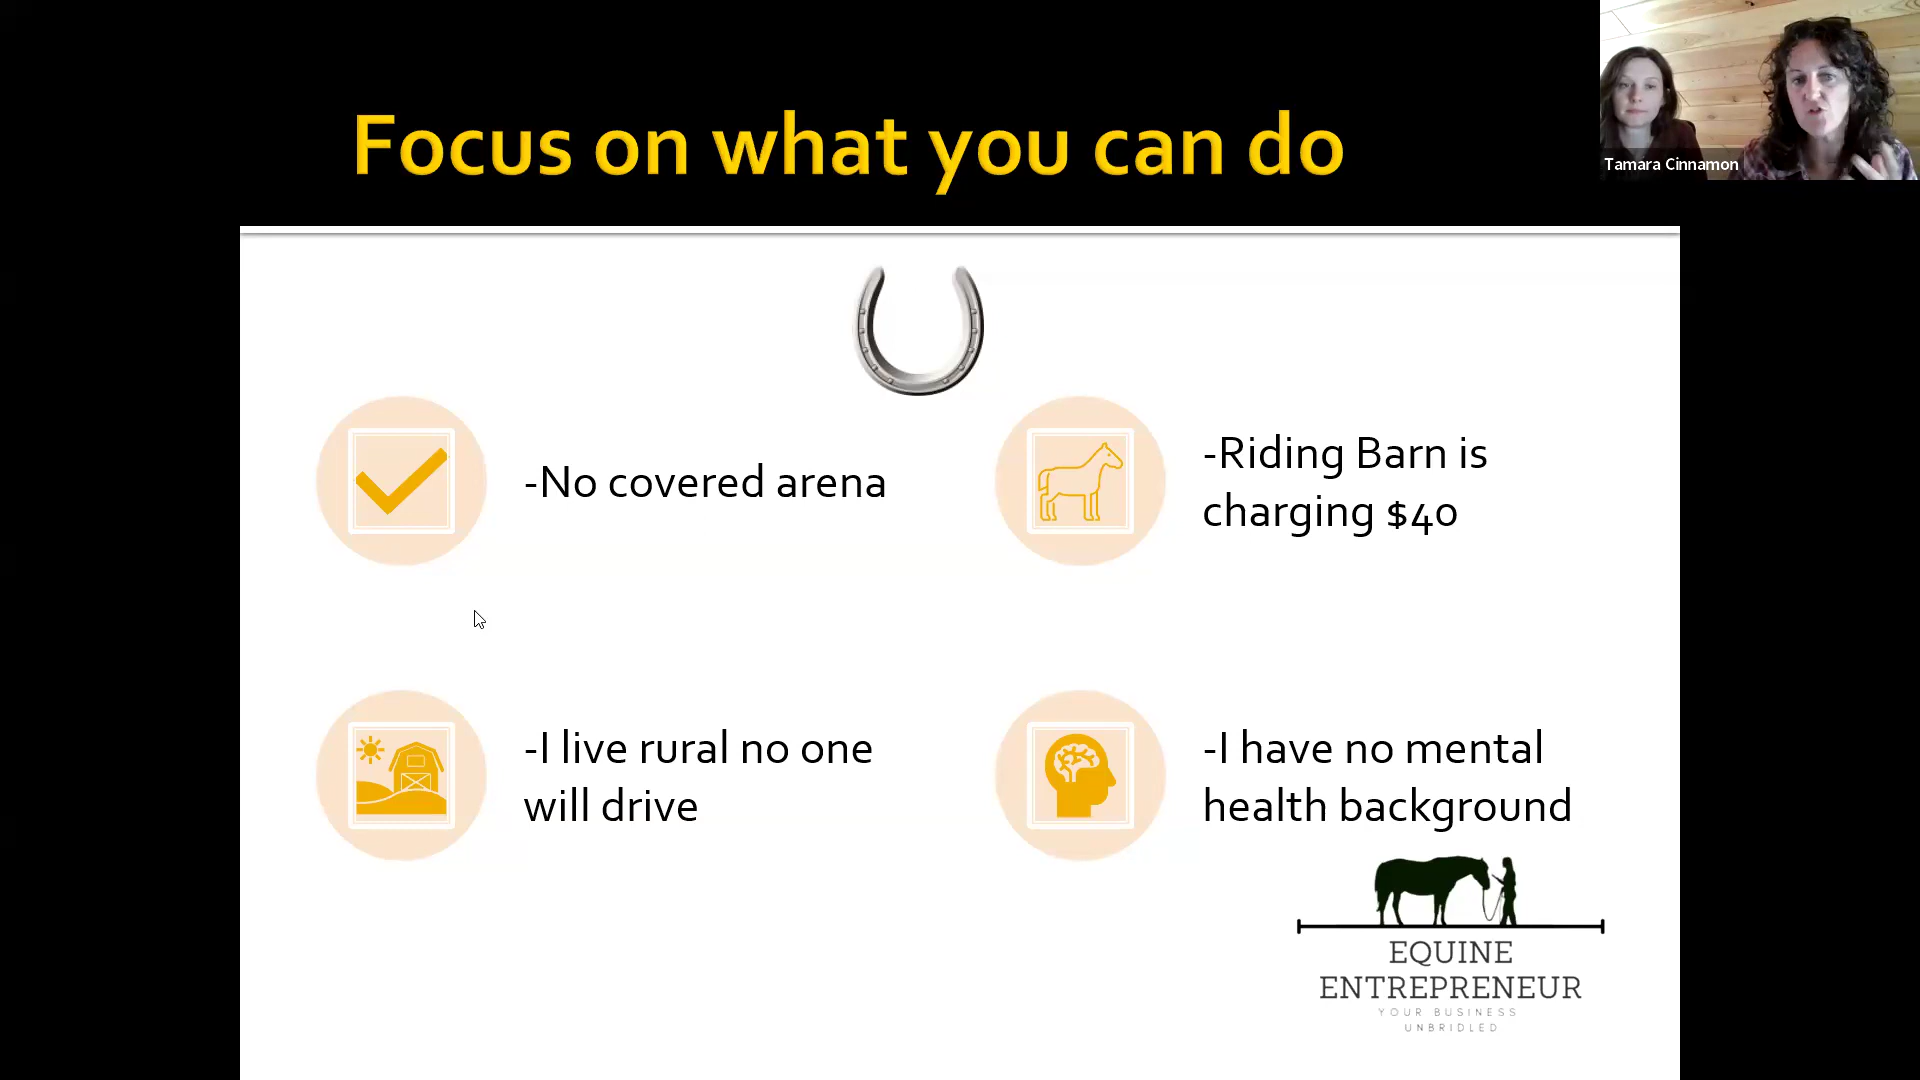 Focus on what you can do
Tamara Cinnamon
-No covered arena
-Riding Barn is
charging $40
-I live rural no one
will drive
-I have no mental
health background
EQUINE
ENTREPRENEUR
YOUR BUSINESS
UNBRIDLED